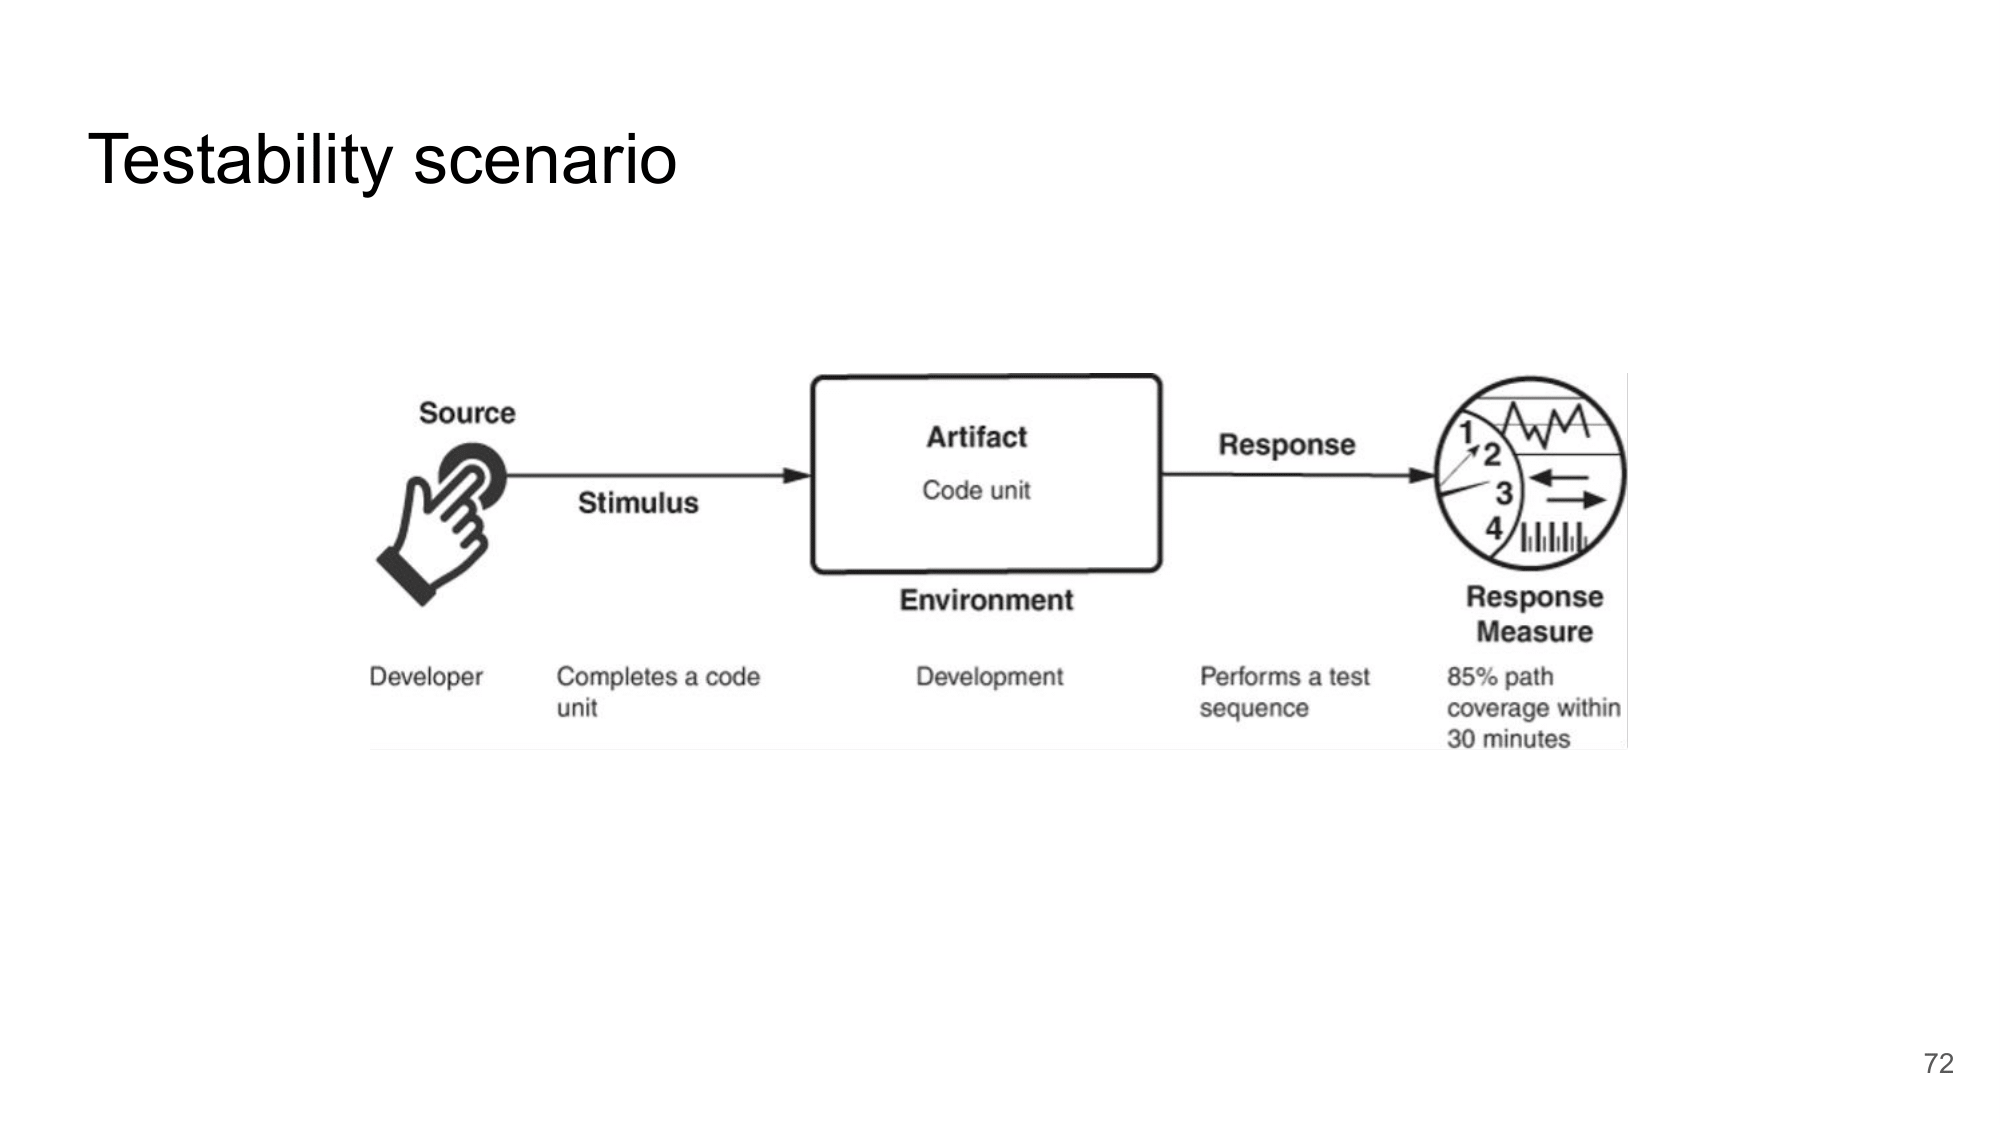 Testability scenario
Source
Stimulus
Artifact
Code unit
Environment
Response
1
2
3
4
Response
Measure
Developer
Completes a code
unit
Development
Performs a test
sequence
85% path
coverage within
30 minutes
72